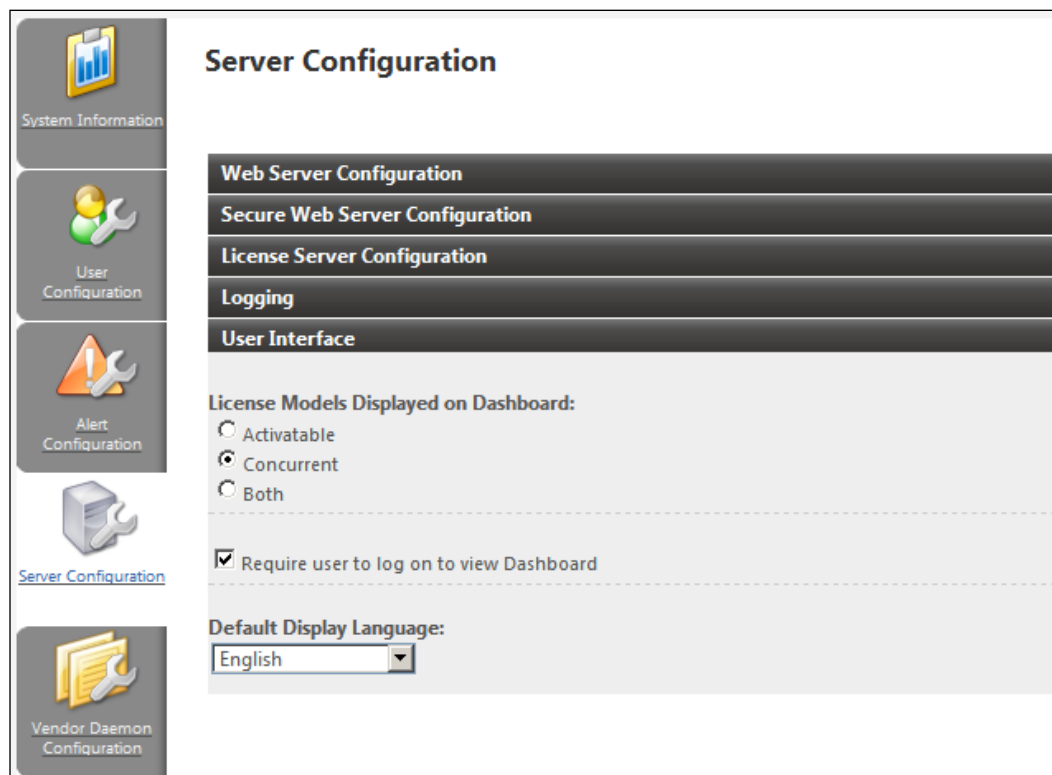 System Information
User
Configuration
Alert
Configuration
Server Configuration
Vendor Daemon
Configuration
Server Configuration
Web Server Configuration
Secure Web Server Configuration
License Server Configuration
Logging
User Interface
License Models Displayed on Dashboard:
Activatable
Concurrent
Both
Require user to log on to view Dashboard
Default Display Language:
English